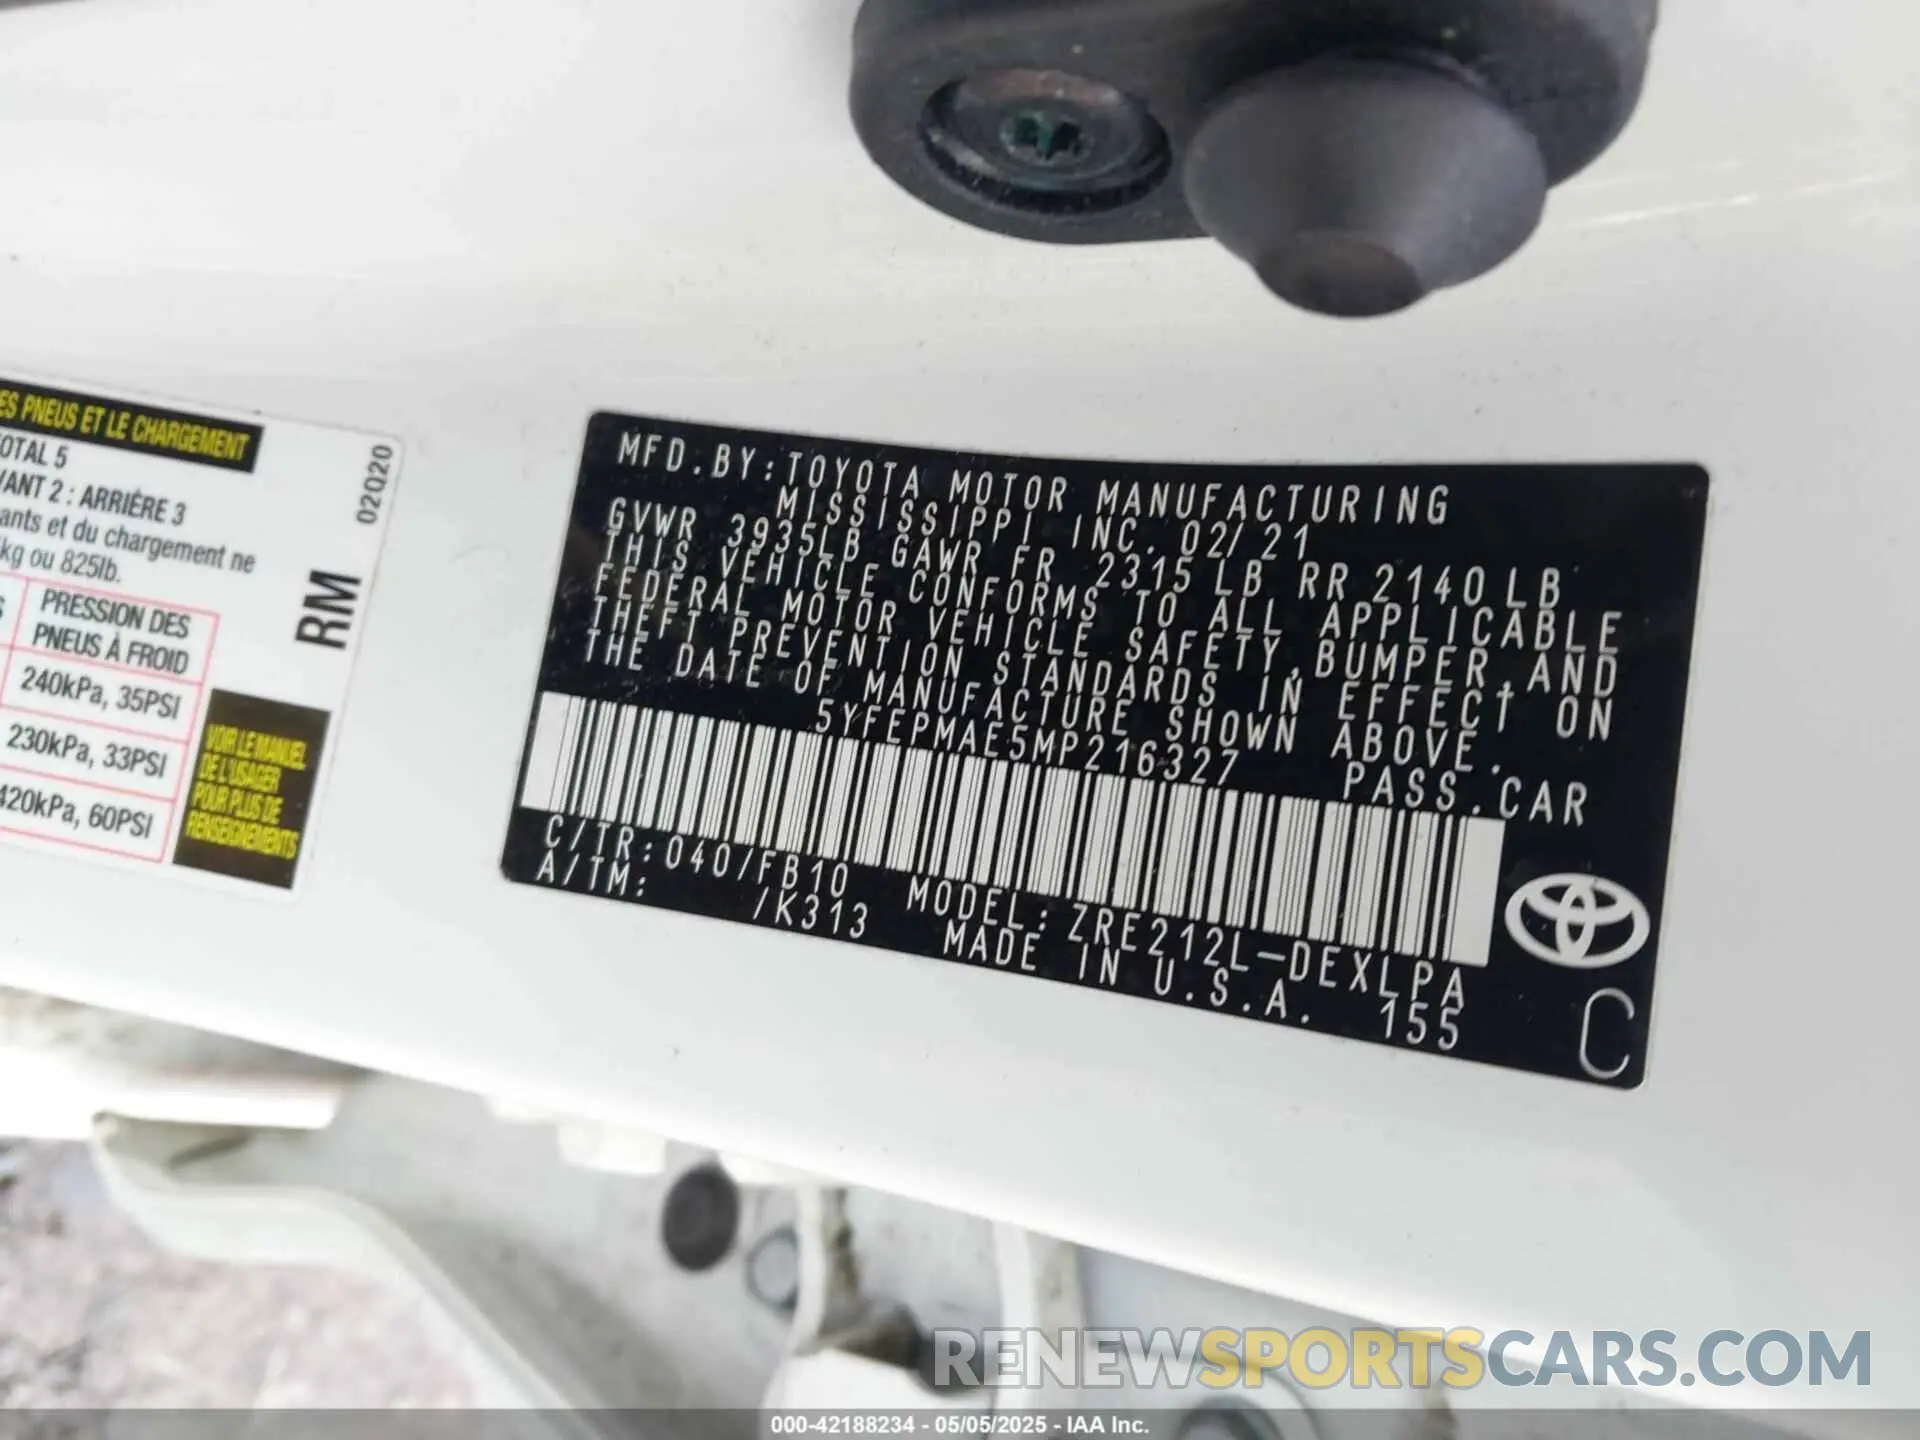 ES PNEUS ET LE CHARGEMENT
OTAL 5
VANT 2 : ARRIÈRE 3
ants et du chargement ne
kg ou 825lb.
PRESSION DES
PNEUS À FROID
240kPa, 35PSI
230kPa, 33PSI
420kPa, 60PSI
VOIR LE MANUEL
DE L'USAGER
POUR PLUS DE
RENSEIGNEMENTS
02020
RM
MFD.BY:TOYOTA MOTOR MANUFACTURING
MISSISSIPPI INC. 02/21
GVWR 3935LB GAWR FR 2315LB RR 2140LB
THIS VEHICLE CONFORMS TO ALL APPLICABLE
FEDERAL MOTOR VEHICLE SAFETY,BUMPER,AND
THEFT PREVENTION STANDARDS IN EFFECT ON
THE DATE OF MANUFACTURE SHOWN ABOVE.
5YFEPMAE5MP216327 PASS.CAR
C/TR:040/FB10 MODEL:ZRE212L-DEXLPA
A/TM: /K313 MADE IN U.S.A. 155
C
RENEWSPORTSCARS.COM
000-42188234 - 05/05/2025 - IAA Inc.